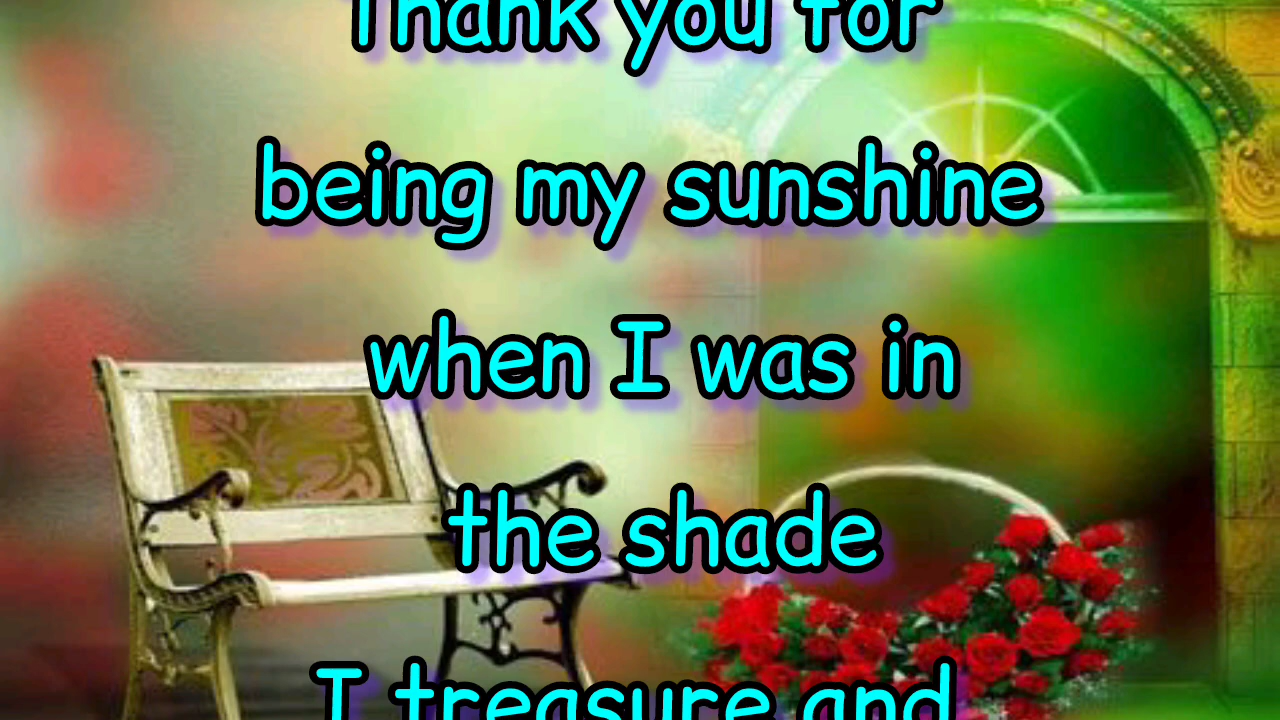 Thank you for
being my sunshine
when I was in
the shade
I treasure and